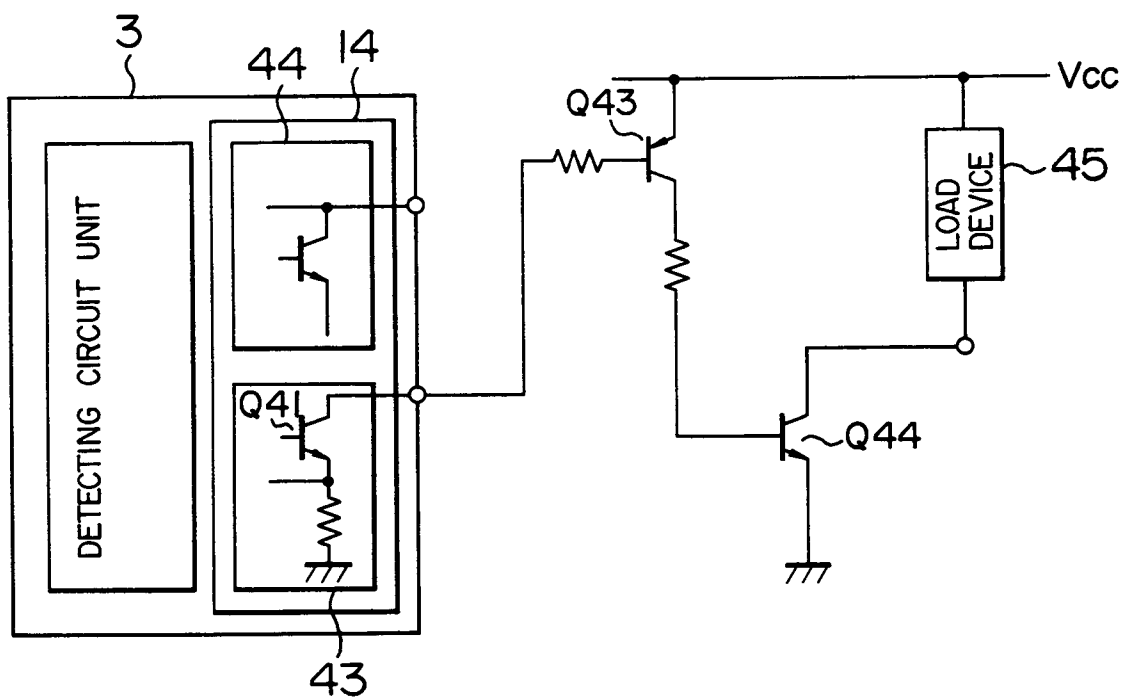 3
44
14
Q43
Vcc
45
LOAD
DEVICE
DETECTING CIRCUIT UNIT
Q41
Q44
43